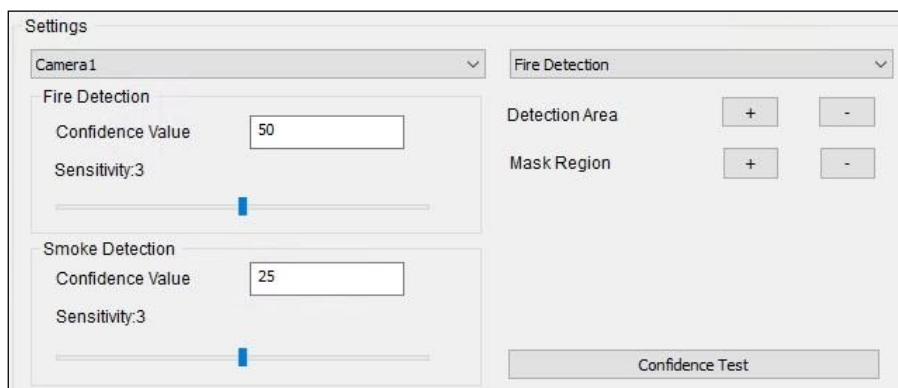 Settings
Camera1
Fire Detection
Fire Detection
Confidence Value 50
Sensitivity:3
Smoke Detection
Confidence Value 25
Sensitivity:3
Detection Area + -
Mask Region + -
Confidence Test